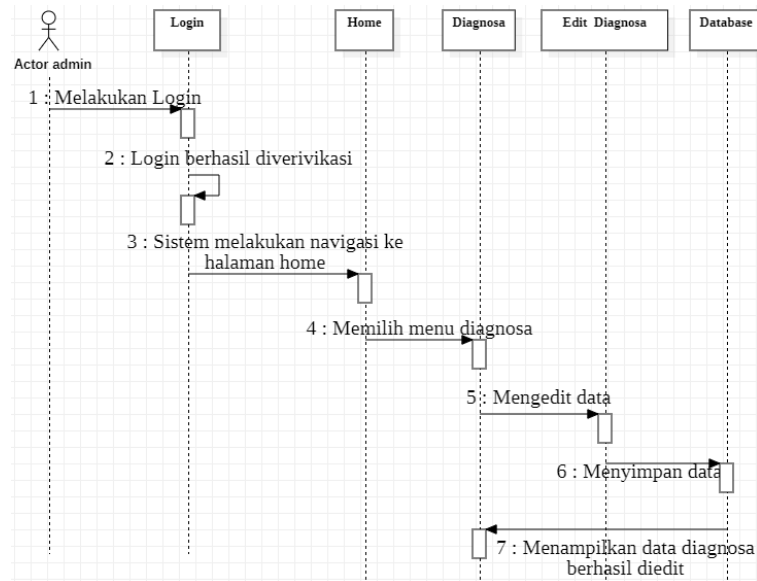 Login
Home
Diagnosa
Edit Diagnosa
Database
Actor admin
1 : Melakukan Login
2 : Login berhasil diverivikasi
3 : Sistem melakukan navigasi ke
halaman home
4 : Memilih menu diagnosa
5 : Mengedit data
6 : Menyimpan data
7 : Menampilkan data diagnosa
berhasil diedit